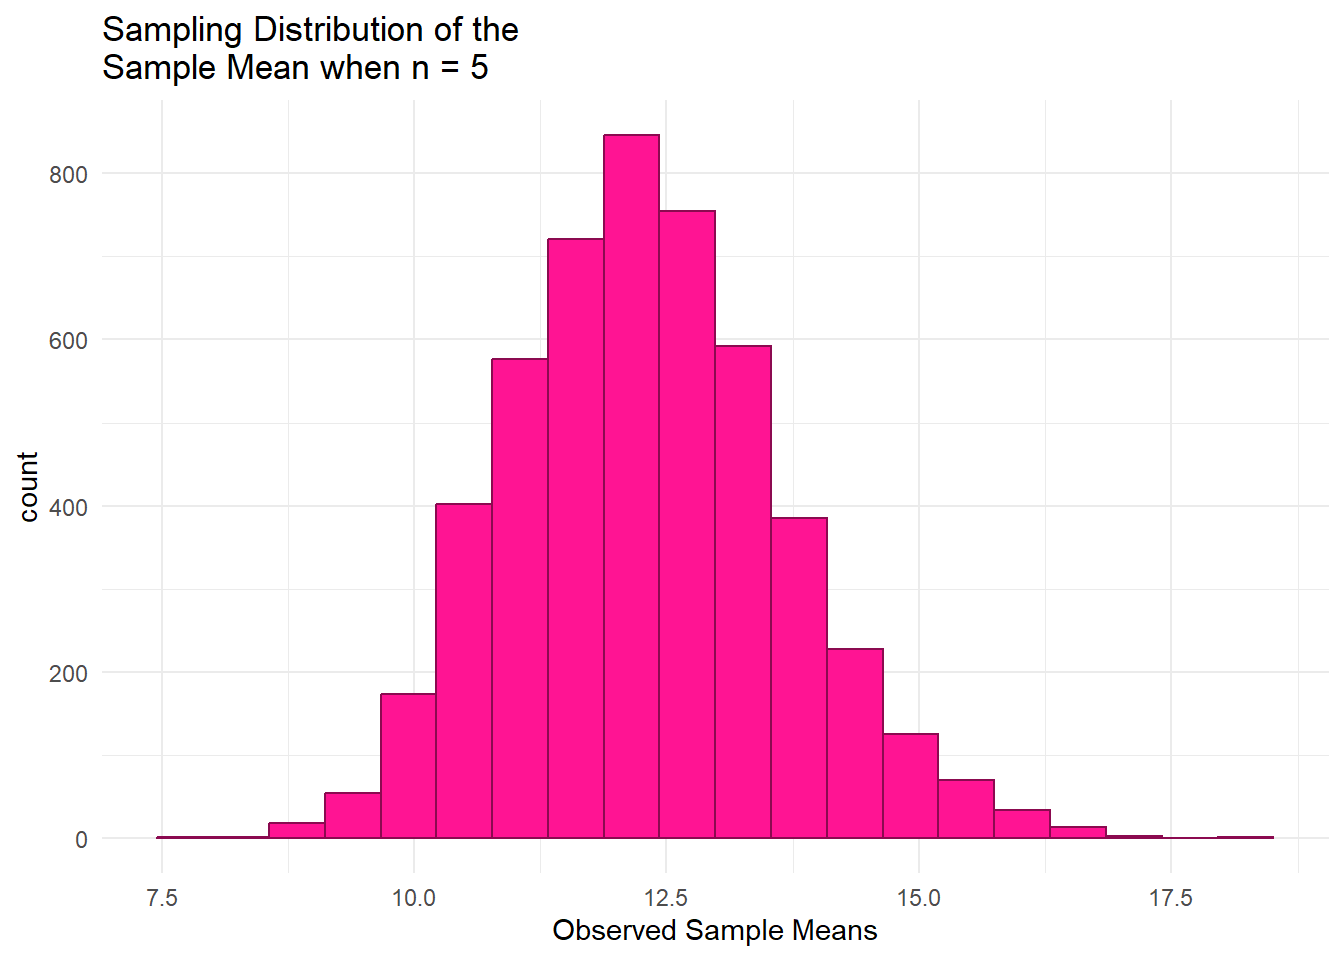 Sampling Distribution of the
Sample Mean when n = 5
800
600
400
200
0
count
7.5 10.0 12.5 15.0 17.5
Observed Sample Means